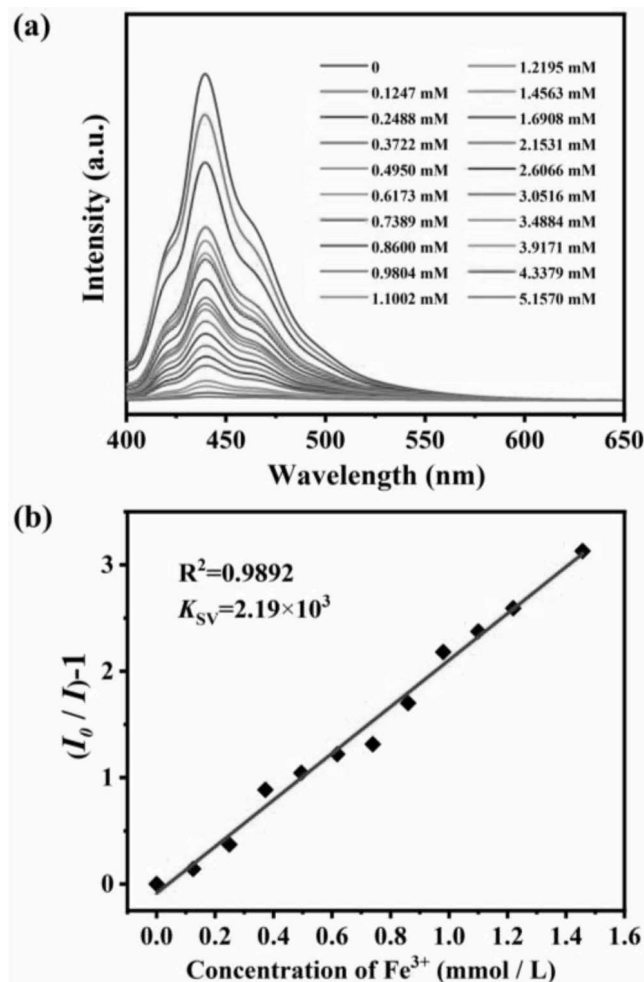 (a)
Intensity (a.u.)
0
0.1247 mM
0.2488 mM
0.3722 mM
0.4950 mM
0.6173 mM
0.7389 mM
0.8600 mM
0.9804 mM
1.1002 mM
1.2195 mM
1.4563 mM
1.6908 mM
2.1531 mM
2.6066 mM
3.0516 mM
3.4884 mM
3.9171 mM
4.3379 mM
5.1570 mM
400 450 500 550 600 650
Wavelength (nm)
(b)
R²=0.9892
K_SV=2.19×10³
(I₀ / I)-1
3
2
1
0
0.0 0.2 0.4 0.6 0.8 1.0 1.2 1.4 1.6
Concentration of Fe³⁺ (mmol / L)